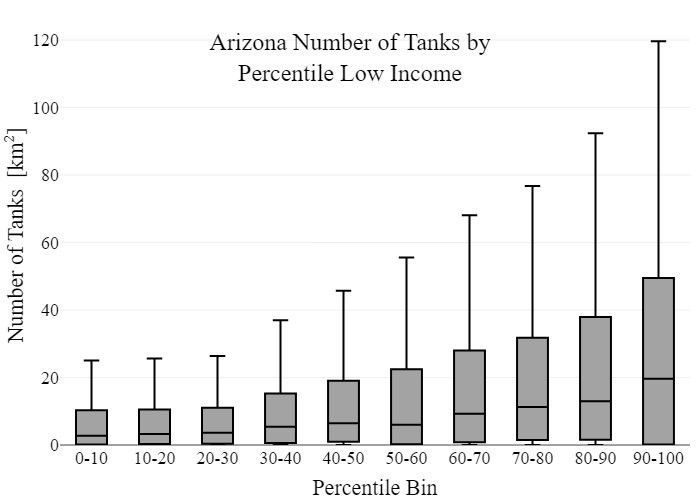 Arizona Number of Tanks by
Percentile Low Income
Number of Tanks [km²]
120
100
80
60
40
20
0
0-10 10-20 20-30 30-40 40-50 50-60 60-70 70-80 80-90 90-100
Percentile Bin